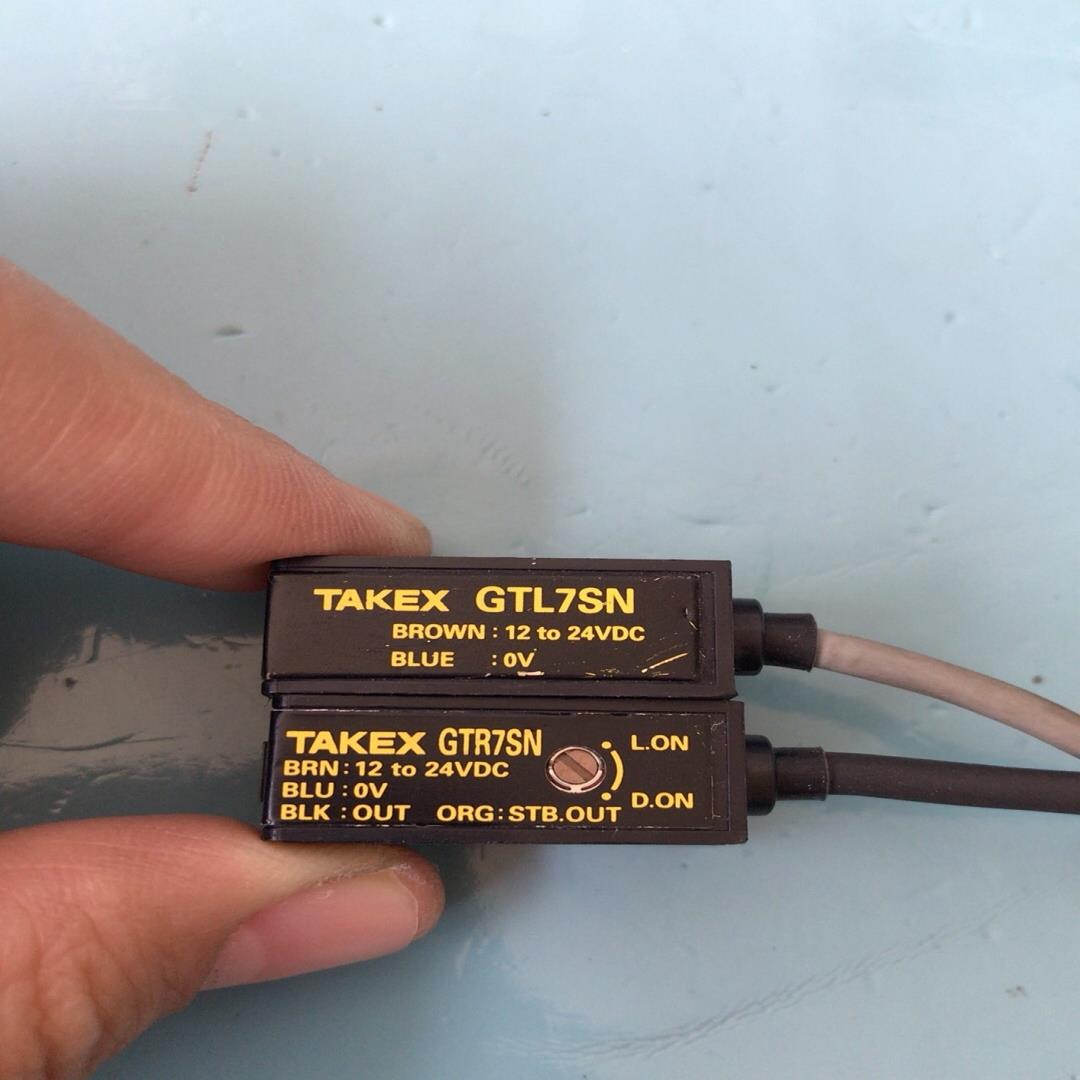 TAKEX GTL7SN
BROWN : 12 to 24VDC
BLUE : 0V
TAKEX GTR7SN
BRN : 12 to 24VDC
BLU : 0V
BLK : OUT ORG : STB.OUT
L.ON
D.ON